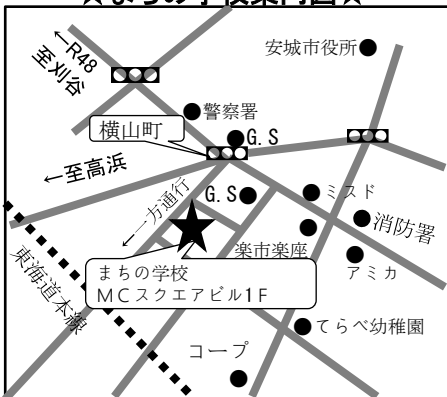 ★まちの学校案内図★
安城市役所
←R48
至刈谷
警察署
横山町
G.S
←至高浜
←一方通行
G.S
ミスド
消防署
楽市楽座
アミカ
東海道本線
まちの学校
MCスクエアビル1F
てらべ幼稚園
コープ